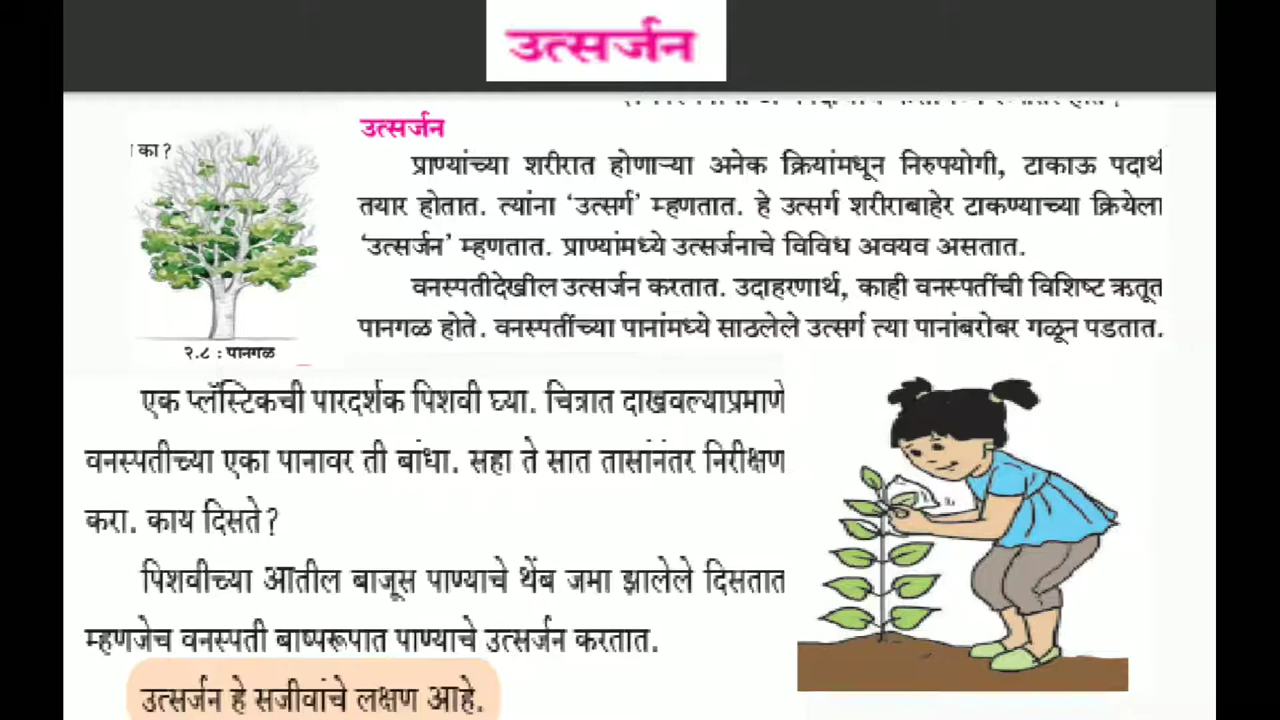 उत्सर्जन
उत्सर्जन
का?
प्राण्यांच्या शरीरात होणाऱ्या अनेक क्रियांमधून निरुपयोगी, टाकाऊ पदार्थ
तयार होतात. त्यांना ‘उत्सर्ग’ म्हणतात. हे उत्सर्ग शरीराबाहेर टाकण्याच्या क्रियेला
‘उत्सर्जन’ म्हणतात. प्राण्यांमध्ये उत्सर्जनाचे विविध अवयव असतात.
वनस्पतीदेखील उत्सर्जन करतात. उदाहरणार्थ, काही वनस्पतींची विशिष्ट ऋतूत
पानगळ होते. वनस्पतींच्या पानांमध्ये साठलेले उत्सर्ग त्या पानांबरोबर गळून पडतात.
२.८ : पानगळ
एक प्लॅस्टिकची पारदर्शक पिशवी घ्या. चित्रात दाखवल्याप्रमाणे
वनस्पतीच्या एका पानावर ती बांधा. सहा ते सात तासांनंतर निरीक्षण
करा. काय दिसते?
पिशवीच्या आतील बाजूस पाण्याचे थेंब जमा झालेले दिसतात
म्हणजेच वनस्पती बाष्परूपात पाण्याचे उत्सर्जन करतात.
उत्सर्जन हे सजीवांचे लक्षण आहे.